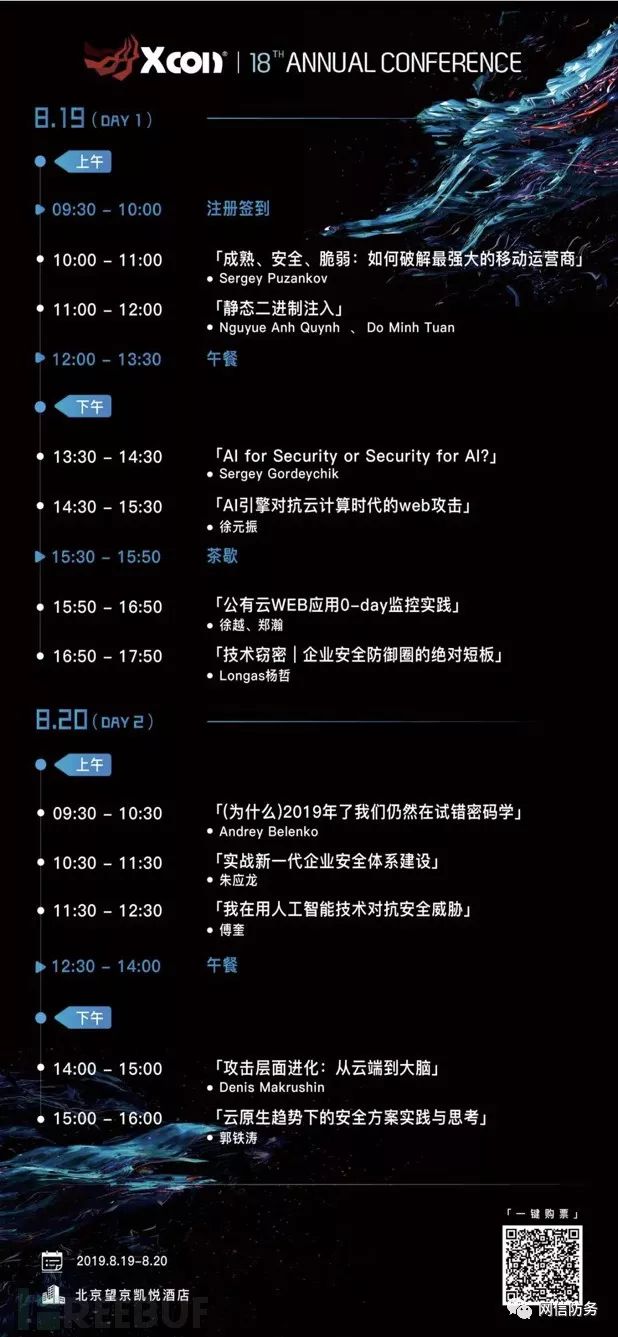 Xcon® | 18TH ANNUAL CONFERENCE
8.19 (DAY 1)
上午
09:30 - 10:00 注册签到
10:00 - 11:00 「成熟、安全、脆弱：如何破解最强大的移动运营商」
• Sergey Puzankov
11:00 - 12:00 「静态二进制注入」
• Nguyue Anh Quynh 、 Do Minh Tuan
12:00 - 13:30 午餐
下午
13:30 - 14:30 「AI for Security or Security for AI?」
• Sergey Gordeychik
14:30 - 15:30 「AI引擎对抗云计算时代的web攻击」
• 徐元振
15:30 - 15:50 茶歇
15:50 - 16:50 「公有云WEB应用0-day监控实践」
• 徐越、郑瀚
16:50 - 17:50 「技术窃密 | 企业安全防御圈的绝对短板」
• Longas杨哲
8.20 (DAY 2)
上午
09:30 - 10:30 「(为什么)2019年了我们仍然在试错密码学」
• Andrey Belenko
10:30 - 11:30 「实战新一代企业安全体系建设」
• 朱应龙
11:30 - 12:30 「我在用人工智能技术对抗安全威胁」
• 傅奎
12:30 - 14:00 午餐
下午
14:00 - 15:00 「攻击层面进化：从云端到大脑」
• Denis Makrushin
15:00 - 16:00 「云原生趋势下的安全方案实践与思考」
• 郭铁涛
「一键购票」
2019.8.19-8.20
北京望京凯悦酒店
FREEBUF
网信防务